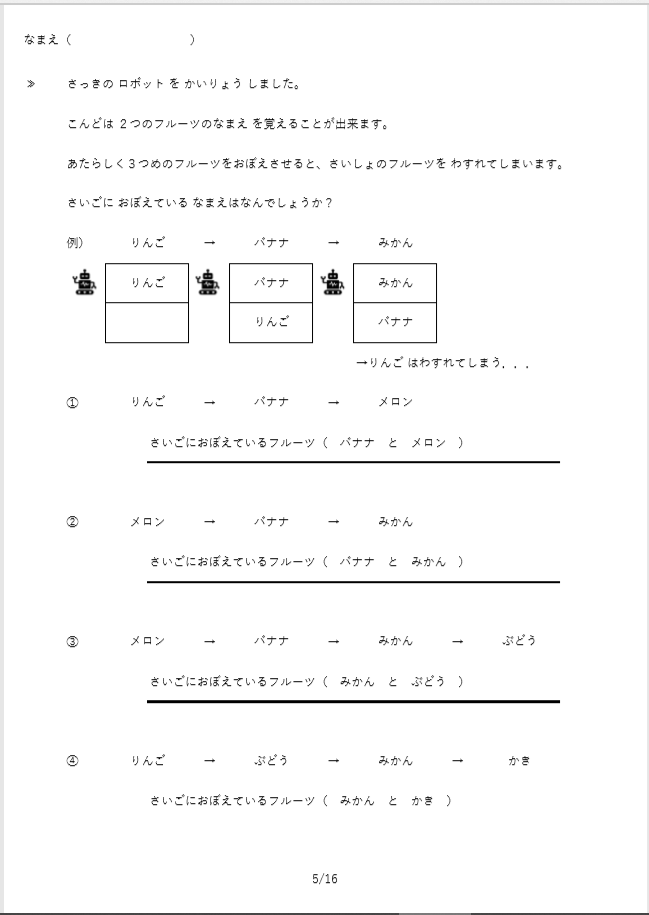 なまえ（　　　　　　　　　　）
≫　さっきの ロボット を かいりょう しました。
こんどは ２つのフルーツのなまえ を覚えることが出来ます。
あたらしく３つめのフルーツをおぼえさせると、さいしょのフルーツを わすれてしまいます。
さいごに おぼえている なまえはなんでしょうか？
例）　りんご　→　バナナ　→　みかん
りんご　バナナ　みかん
りんご　バナナ
→りんご はわすれてしまう．．．
①　りんご　→　バナナ　→　メロン
さいごにおぼえているフルーツ（　バナナ　と　メロン　）
②　メロン　→　バナナ　→　みかん
さいごにおぼえているフルーツ（　バナナ　と　みかん　）
③　メロン　→　バナナ　→　みかん　→　ぶどう
さいごにおぼえているフルーツ（　みかん　と　ぶどう　）
④　りんご　→　ぶどう　→　みかん　→　かき
さいごにおぼえているフルーツ（　みかん　と　かき　）
5/16